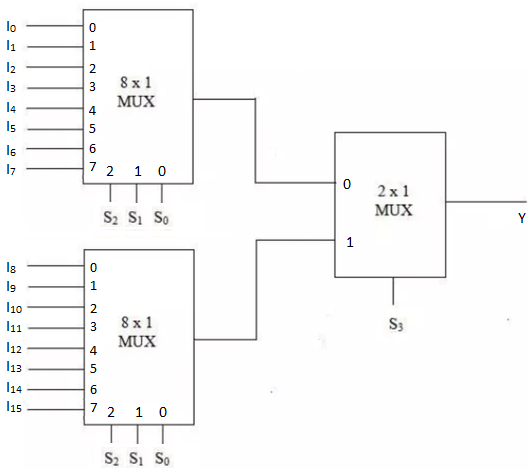 I0 0
I1 1
I2 2
I3 3
I4 4
I5 5
I6 6
I7 7
8 x 1
MUX
2 1 0
S2 S1 S0
0
1
2 x 1
MUX
Y
S3
I8 0
I9 1
I10 2
I11 3
I12 4
I13 5
I14 6
I15 7
8 x 1
MUX
2 1 0
S2 S1 S0